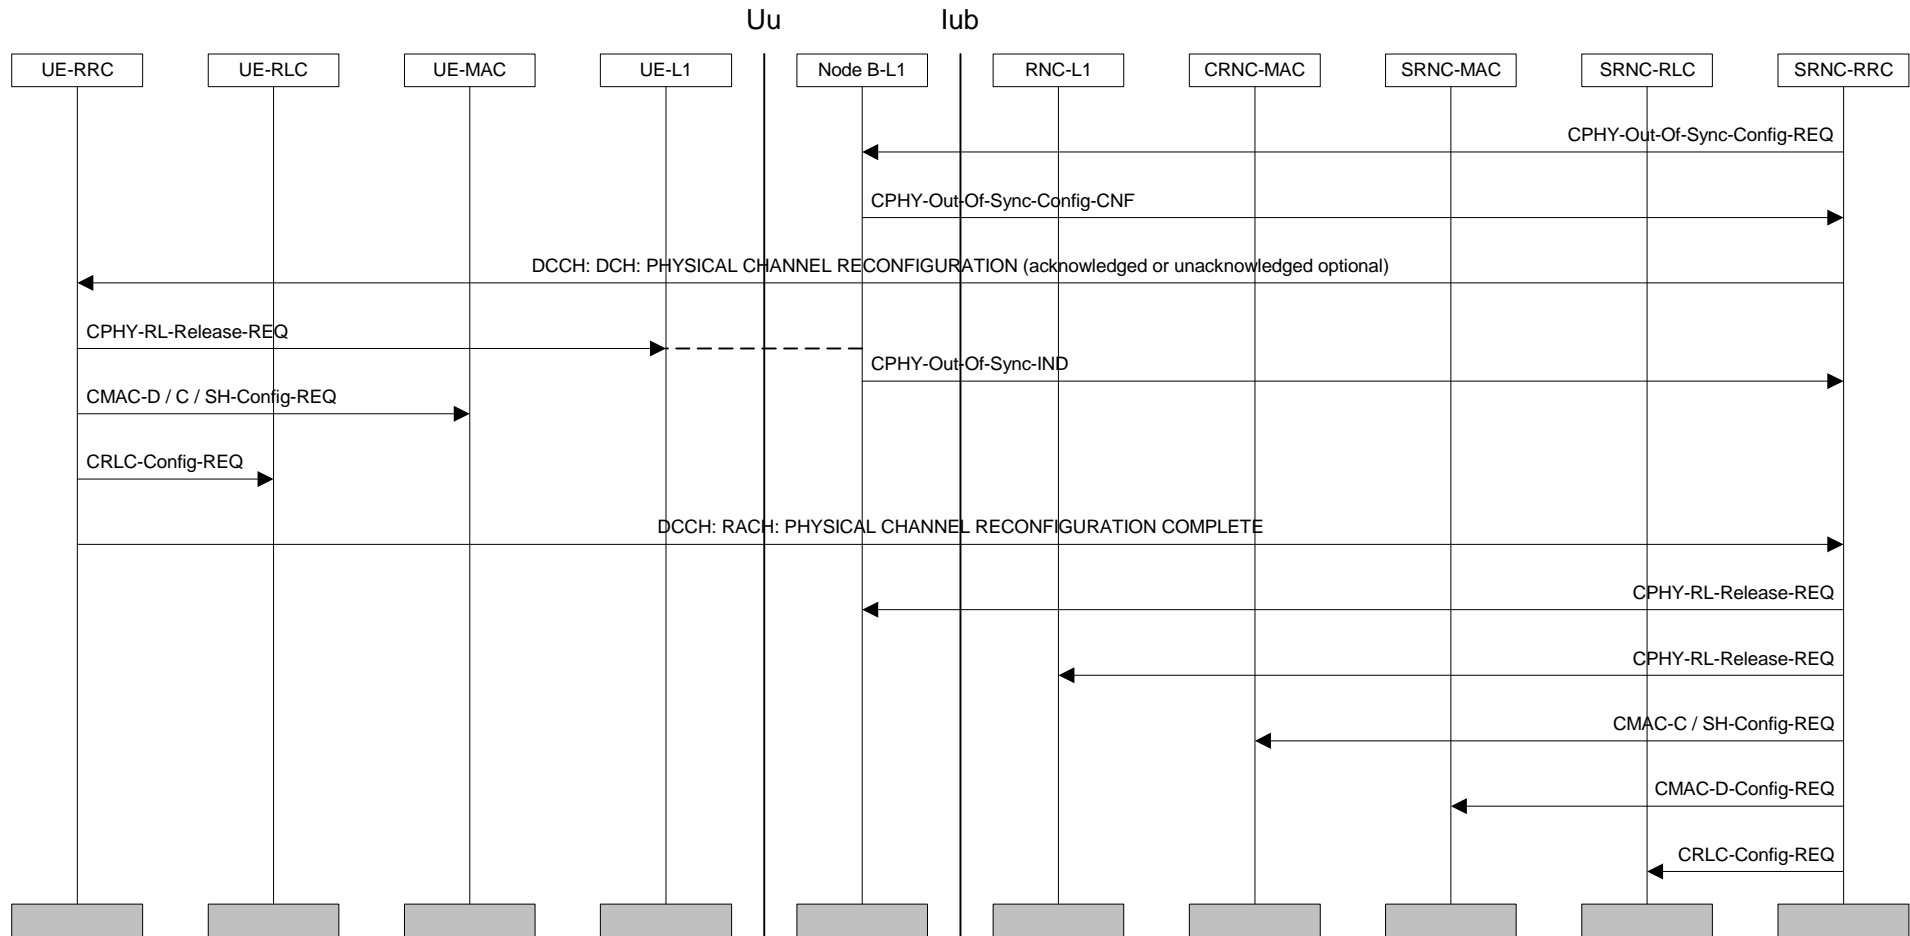 Uu
Iub
UE-RRC
UE-RLC
UE-MAC
UE-L1
Node B-L1
RNC-L1
CRNC-MAC
SRNC-MAC
SRNC-RLC
SRNC-RRC
CPHY-Out-Of-Sync-Config-REQ
CPHY-Out-Of-Sync-Config-CNF
DCCH: DCH: PHYSICAL CHANNEL RECONFIGURATION (acknowledged or unacknowledged optional)
CPHY-RL-Release-REQ
CPHY-Out-Of-Sync-IND
CMAC-D / C / SH-Config-REQ
CRLC-Config-REQ
DCCH: RACH: PHYSICAL CHANNEL RECONFIGURATION COMPLETE
CPHY-RL-Release-REQ
CPHY-RL-Release-REQ
CMAC-C / SH-Config-REQ
CMAC-D-Config-REQ
CRLC-Config-REQ